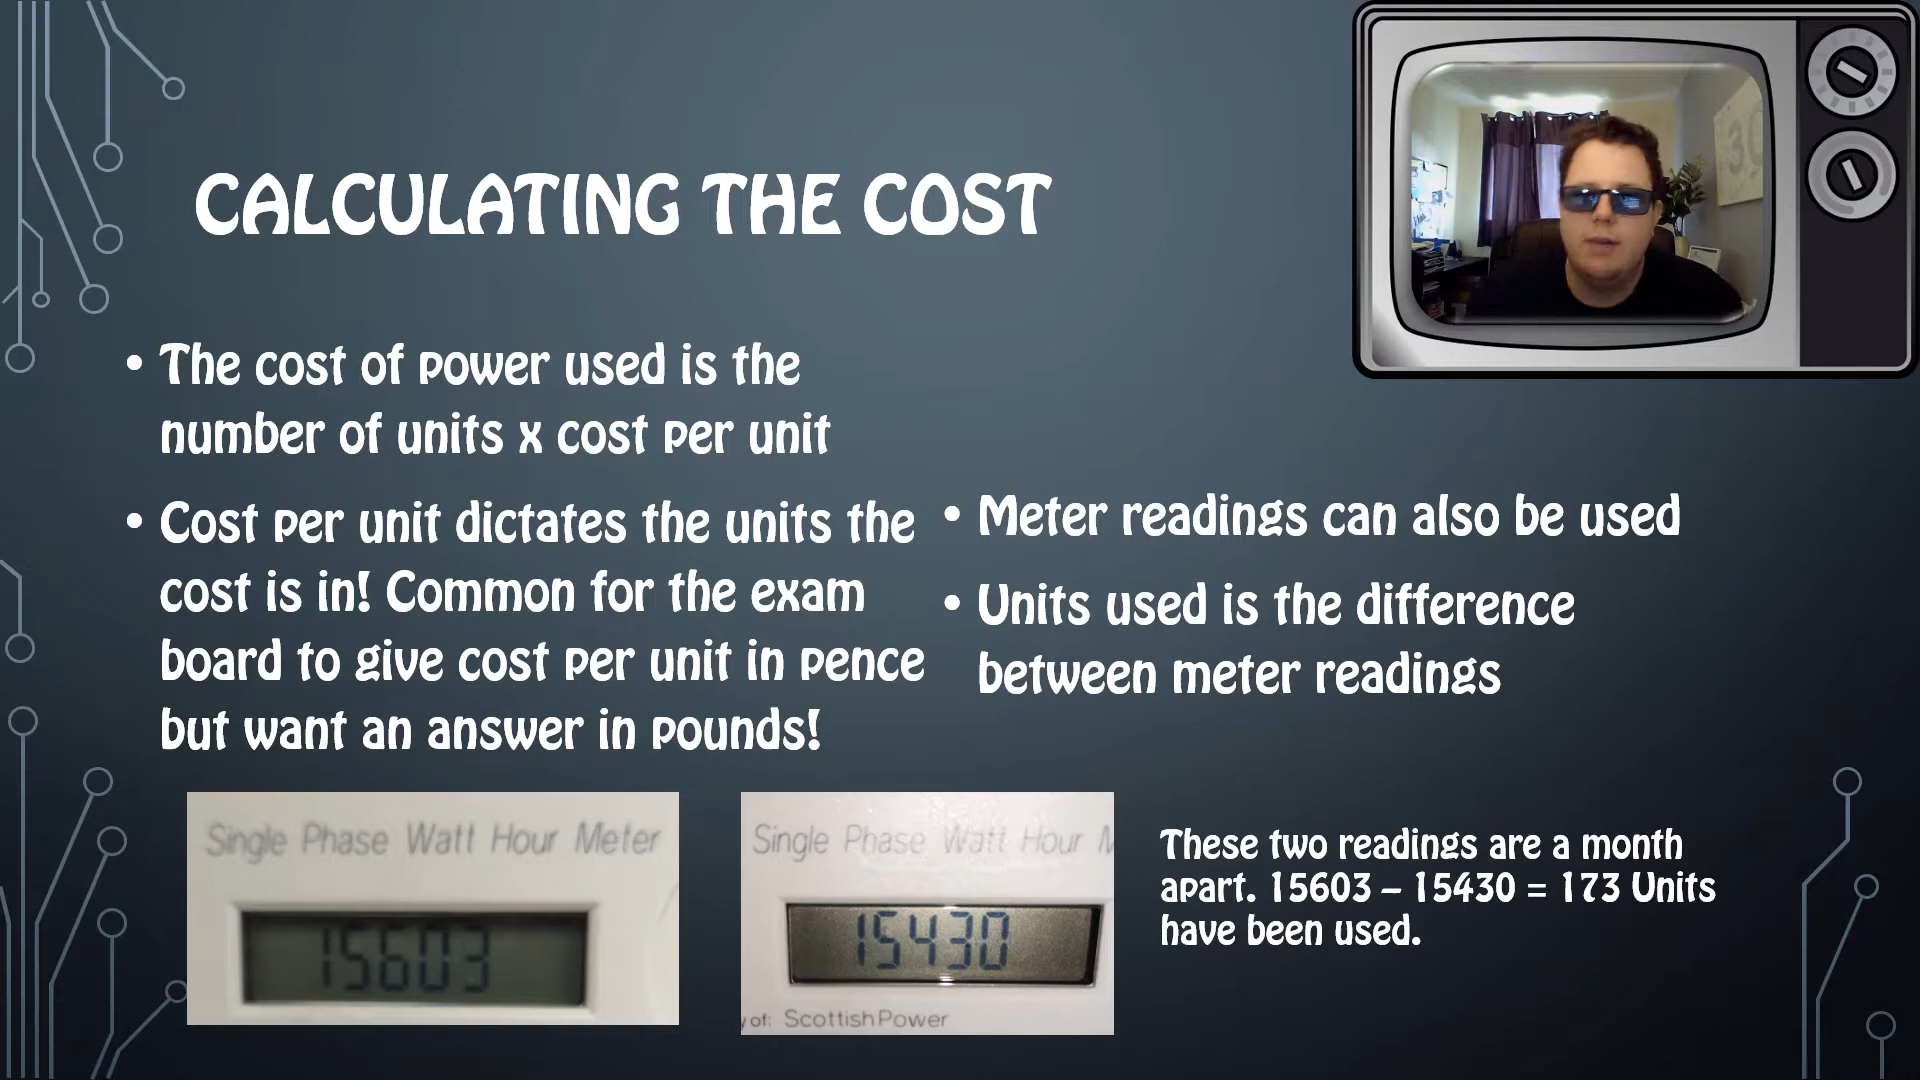 CALCULATING THE COST
• The cost of power used is the
number of units x cost per unit
• Cost per unit dictates the units the
cost is in! Common for the exam
board to give cost per unit in pence
but want an answer in pounds!
• Meter readings can also be used
• Units used is the difference
between meter readings
Single Phase Watt Hour Meter
15603
Single Phase Watt Hour M
15430
y of: ScottishPower
These two readings are a month
apart. 15603 – 15430 = 173 Units
have been used.
30